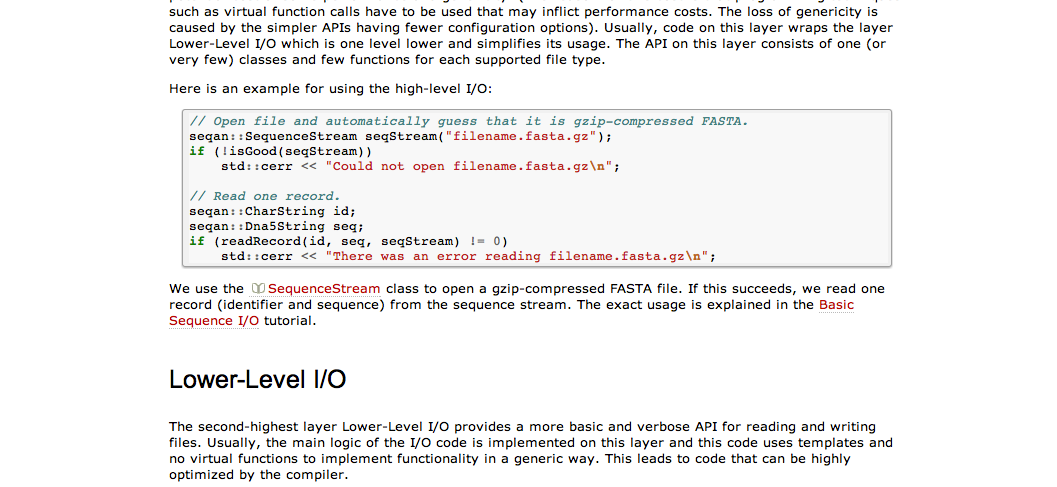 such as virtual function calls have to be used that may inflict performance costs. The loss of genericity is
caused by the simpler APIs having fewer configuration options). Usually, code on this layer wraps the layer
Lower-Level I/O which is one level lower and simplifies its usage. The API on this layer consists of one (or
very few) classes and few functions for each supported file type.
Here is an example for using the high-level I/O:
// Open file and automatically guess that it is gzip-compressed FASTA.
seqan::SequenceStream seqStream("filename.fasta.gz");
if (!isGood(seqStream))
    std::cerr << "Could not open filename.fasta.gz\n";
// Read one record.
seqan::CharString id;
seqan::Dna5String seq;
if (readRecord(id, seq, seqStream) != 0)
    std::cerr << "There was an error reading filename.fasta.gz\n";
We use the SequenceStream class to open a gzip-compressed FASTA file. If this succeeds, we read one
record (identifier and sequence) from the sequence stream. The exact usage is explained in the Basic
Sequence I/O tutorial.
Lower-Level I/O
The second-highest layer Lower-Level I/O provides a more basic and verbose API for reading and writing
files. Usually, the main logic of the I/O code is implemented on this layer and this code uses templates and
no virtual functions to implement functionality in a generic way. This leads to code that can be highly
optimized by the compiler.